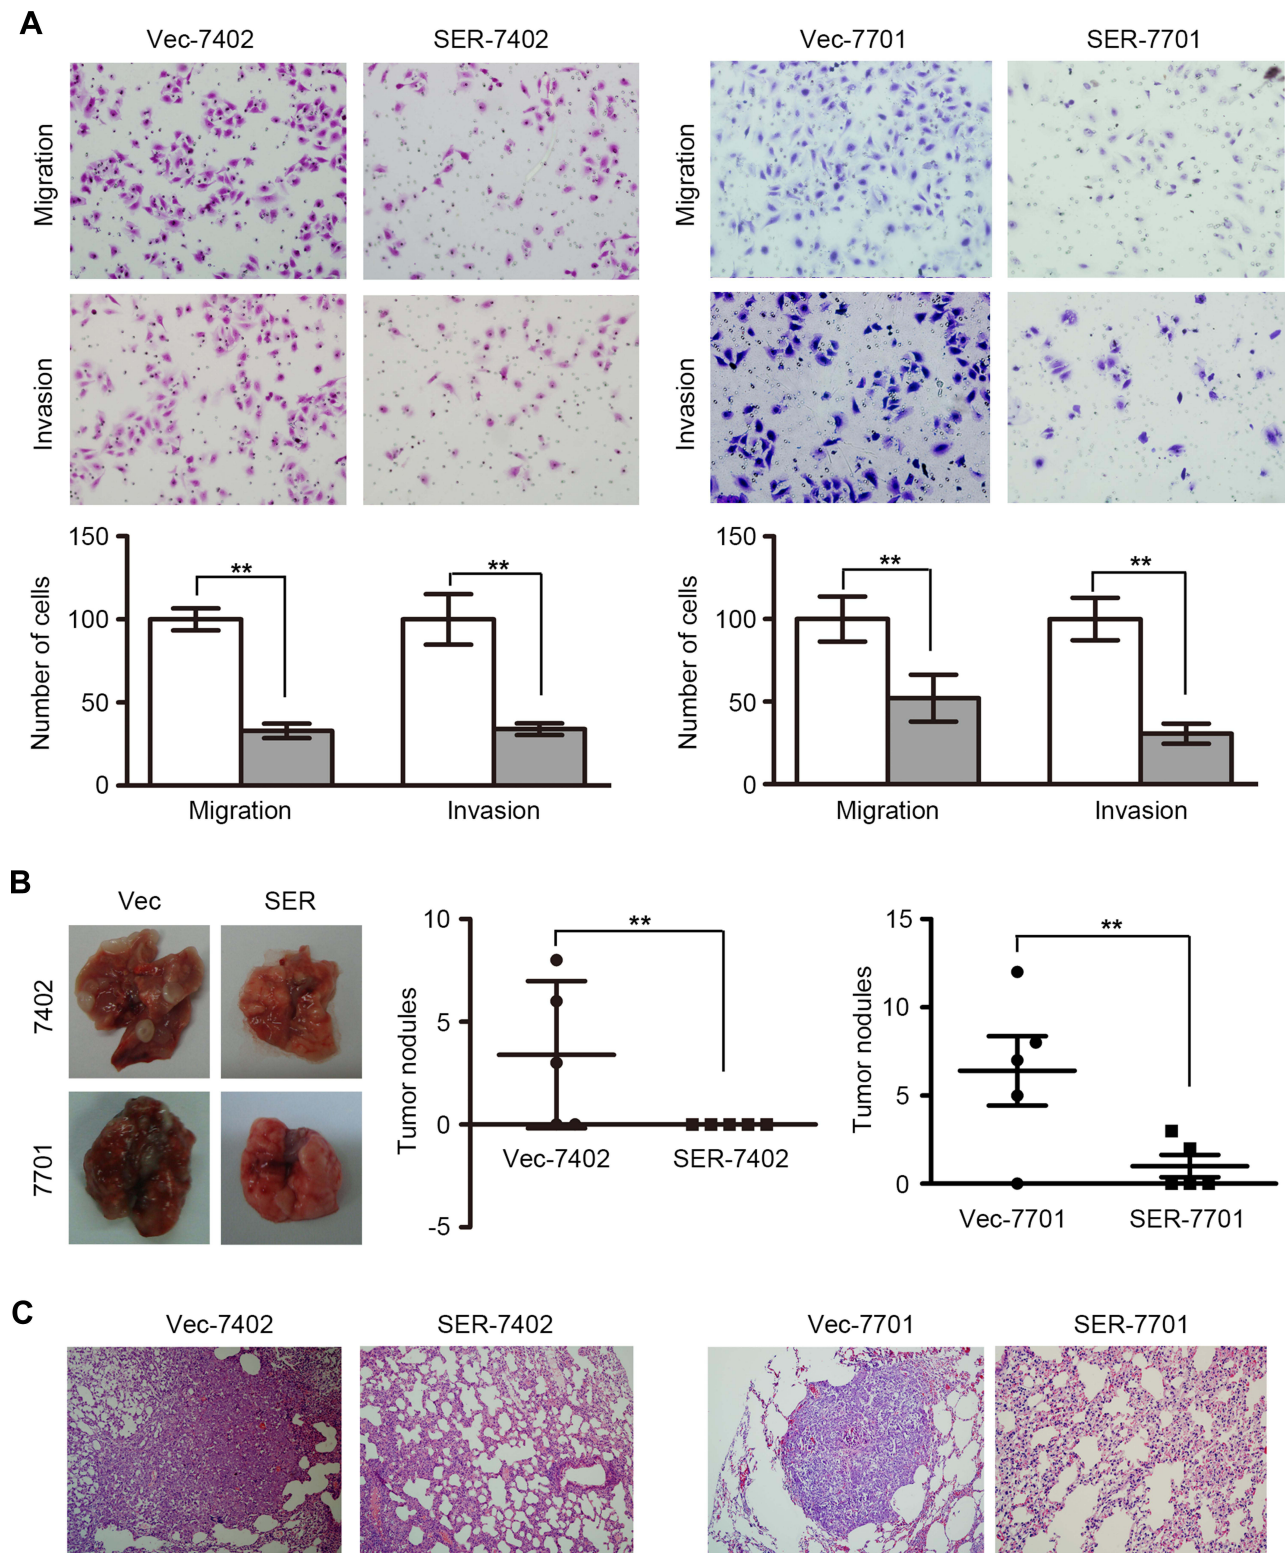 A
Vec-7402 SER-7402 Vec-7701 SER-7701
Migration Migration
Invasion Invasion
150 150
** ** ** **
100 100
50 50
0 0
Number of cells Number of cells
Migration Invasion Migration Invasion
B
Vec SER
7402
7701
10 15
** **
5 10
0 5
-5 0
Tumor nodules Tumor nodules
Vec-7402 SER-7402
Vec-7701 SER-7701
C
Vec-7402 SER-7402 Vec-7701 SER-7701